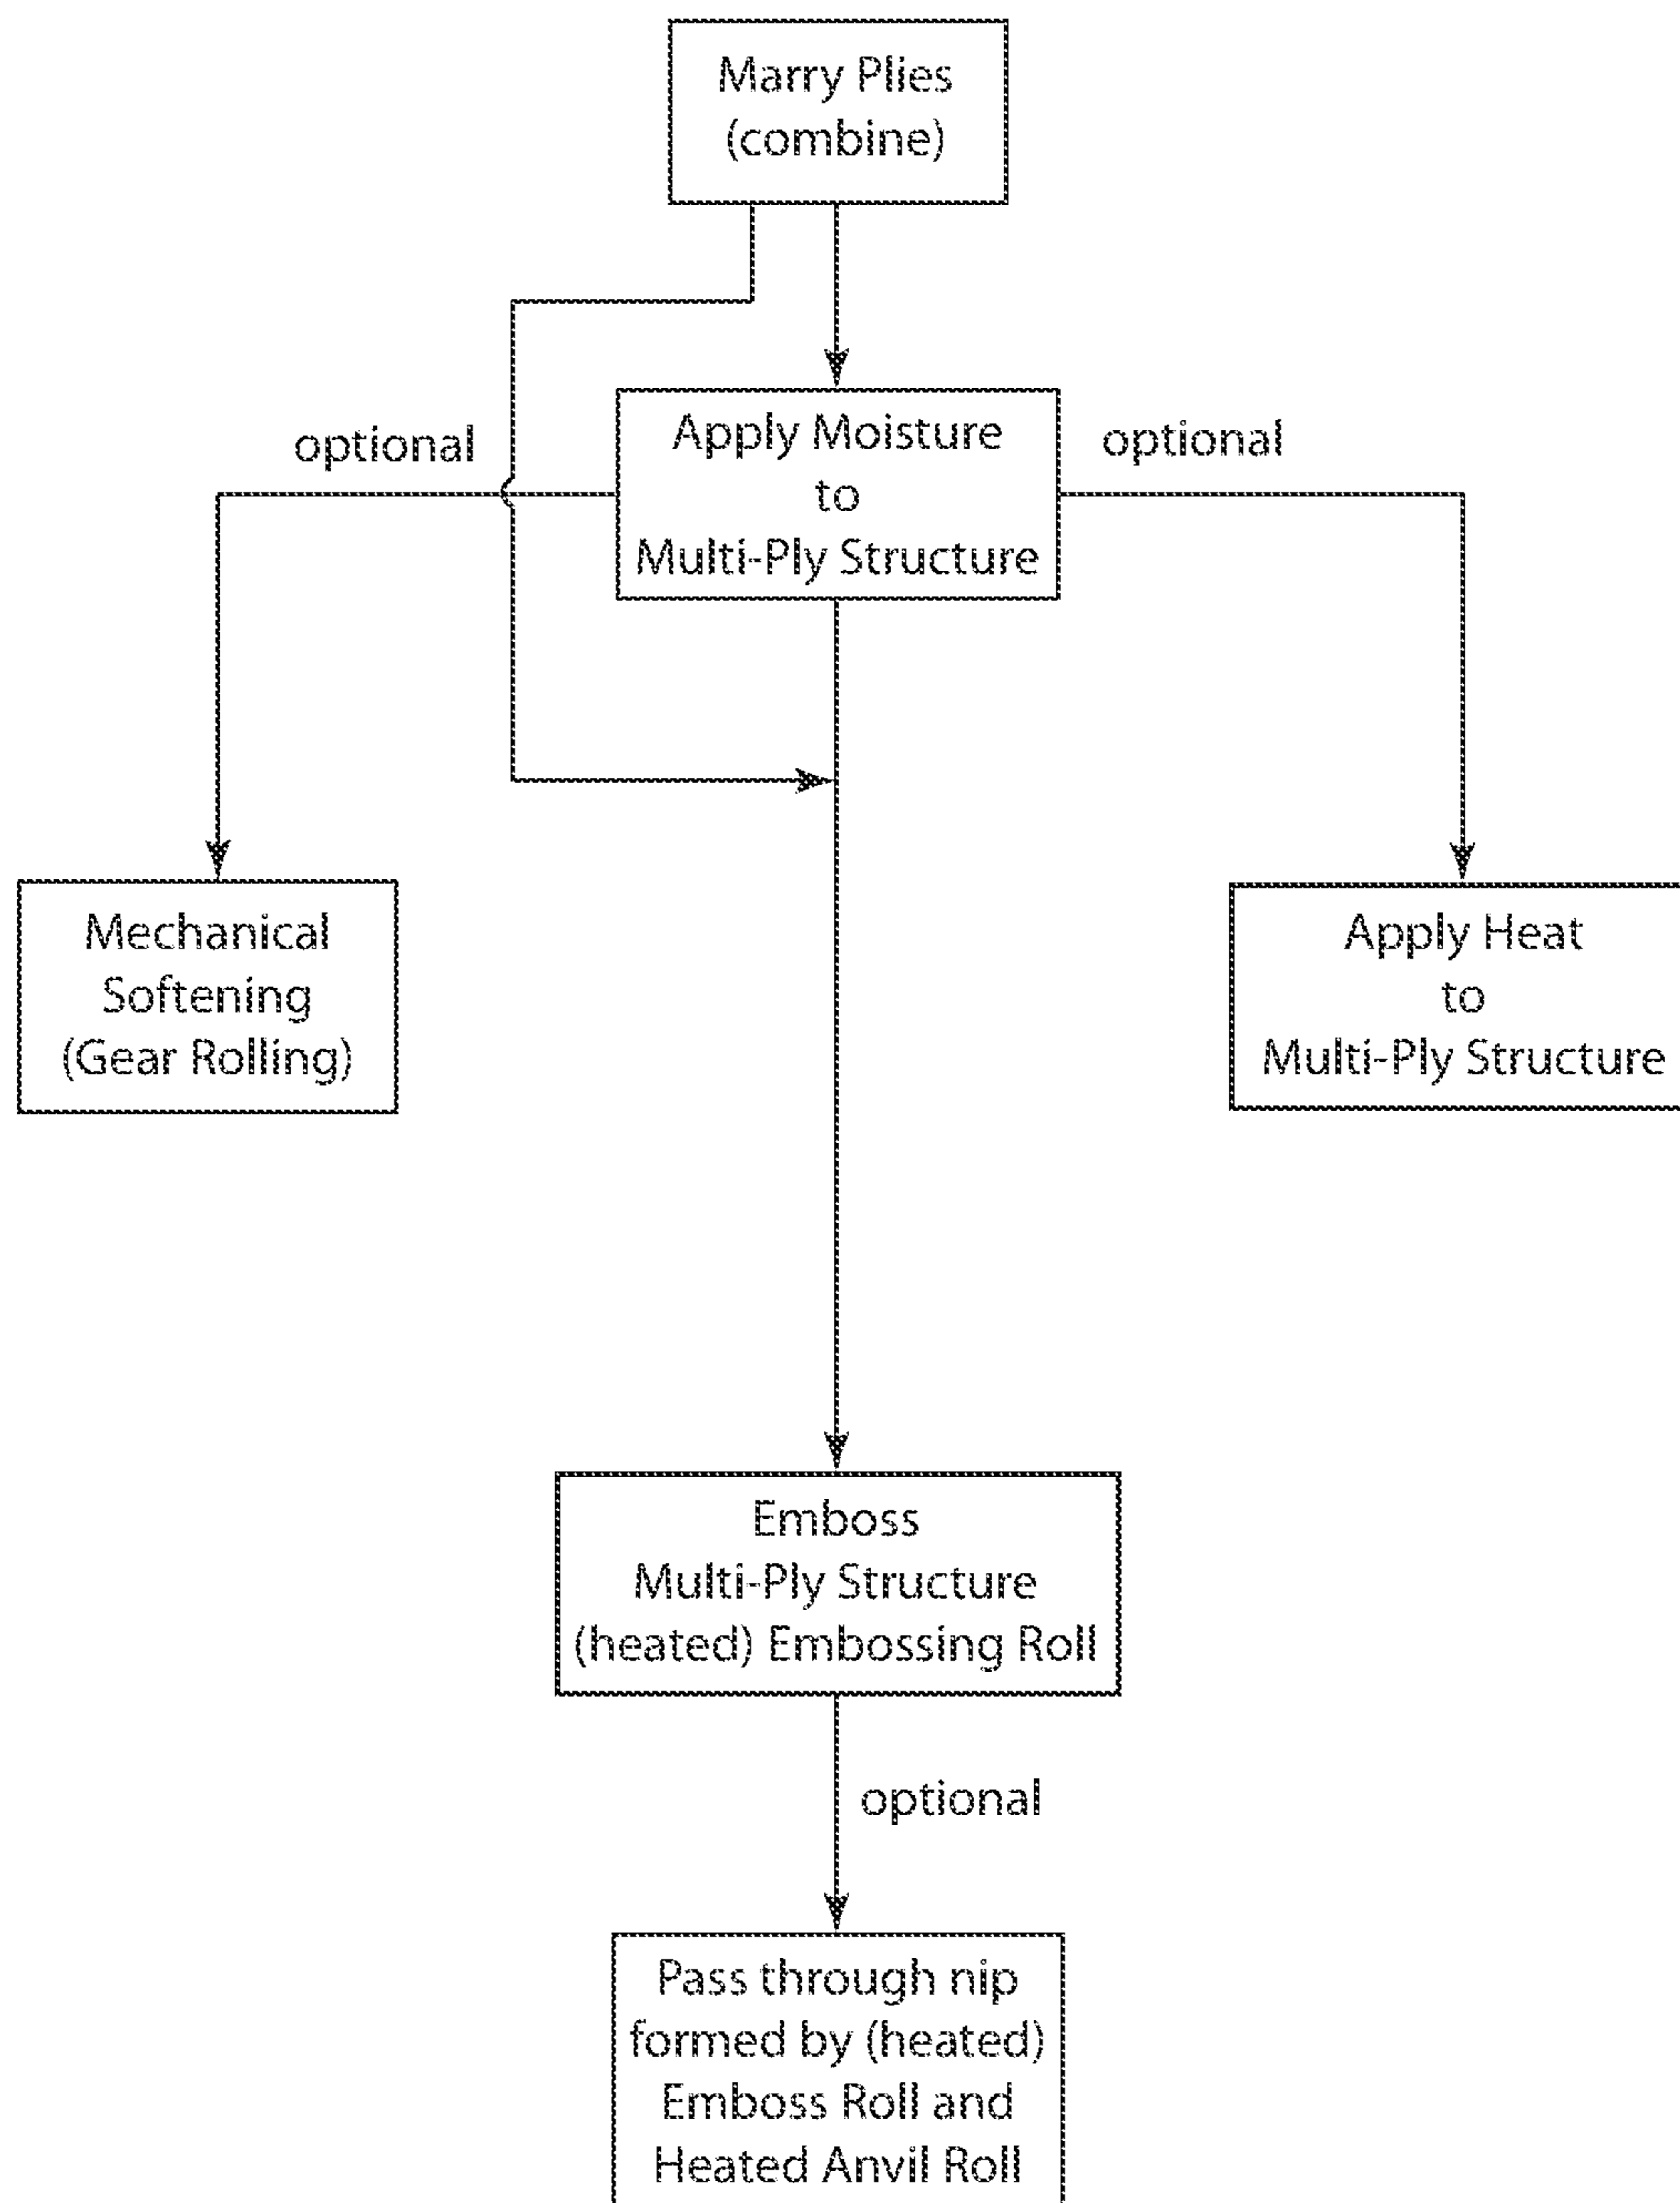 Marry Plies
(combine)
optional
Apply Moisture
to
Multi-Ply Structure
optional
Mechanical
Softening
(Gear Rolling)
Apply Heat
to
Multi-Ply Structure
Emboss
Multi-Ply Structure
(heated) Embossing Roll
optional
Pass through nip
formed by (heated)
Emboss Roll and
Heated Anvil Roll